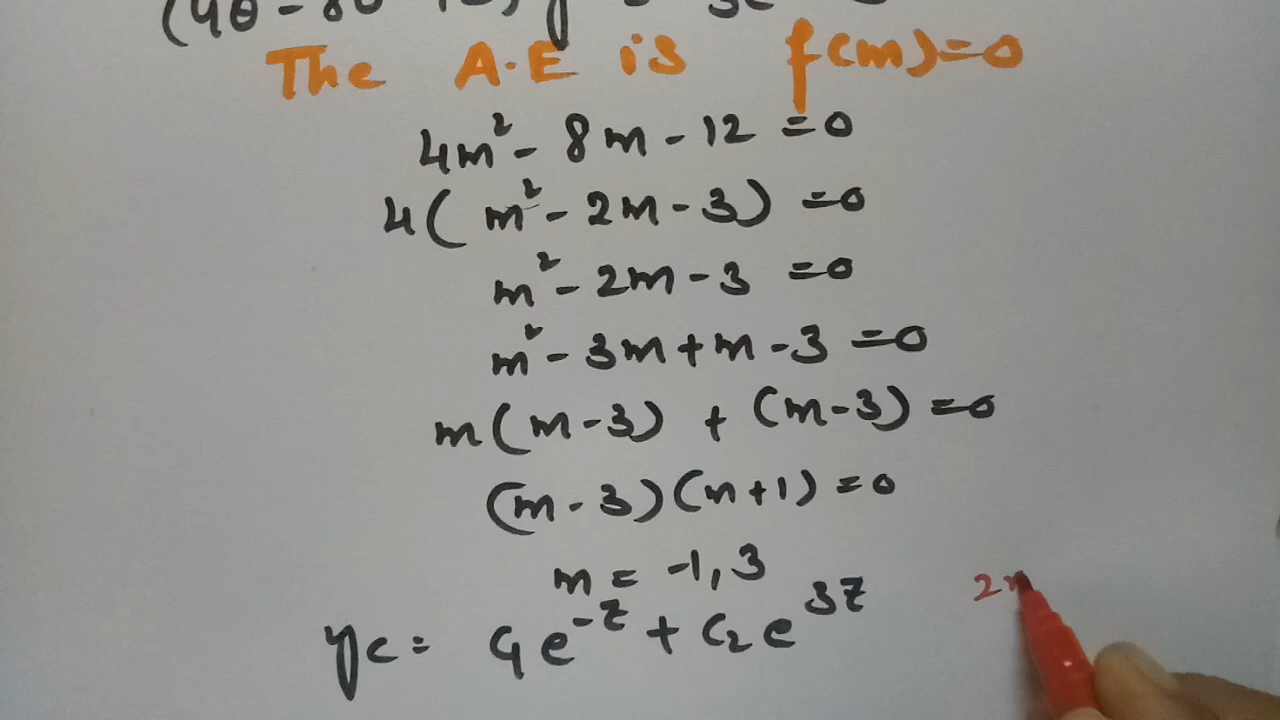 The A.E is f(m)=0
4m² - 8m - 12 = 0
4(m² - 2m - 3) = 0
m² - 2m - 3 = 0
m² - 3m + m - 3 = 0
m(m-3) + (m-3) = 0
(m-3)(m+1) = 0
m = -1, 3
yc = C₁e^{-z} + C₂e^{3z}
2